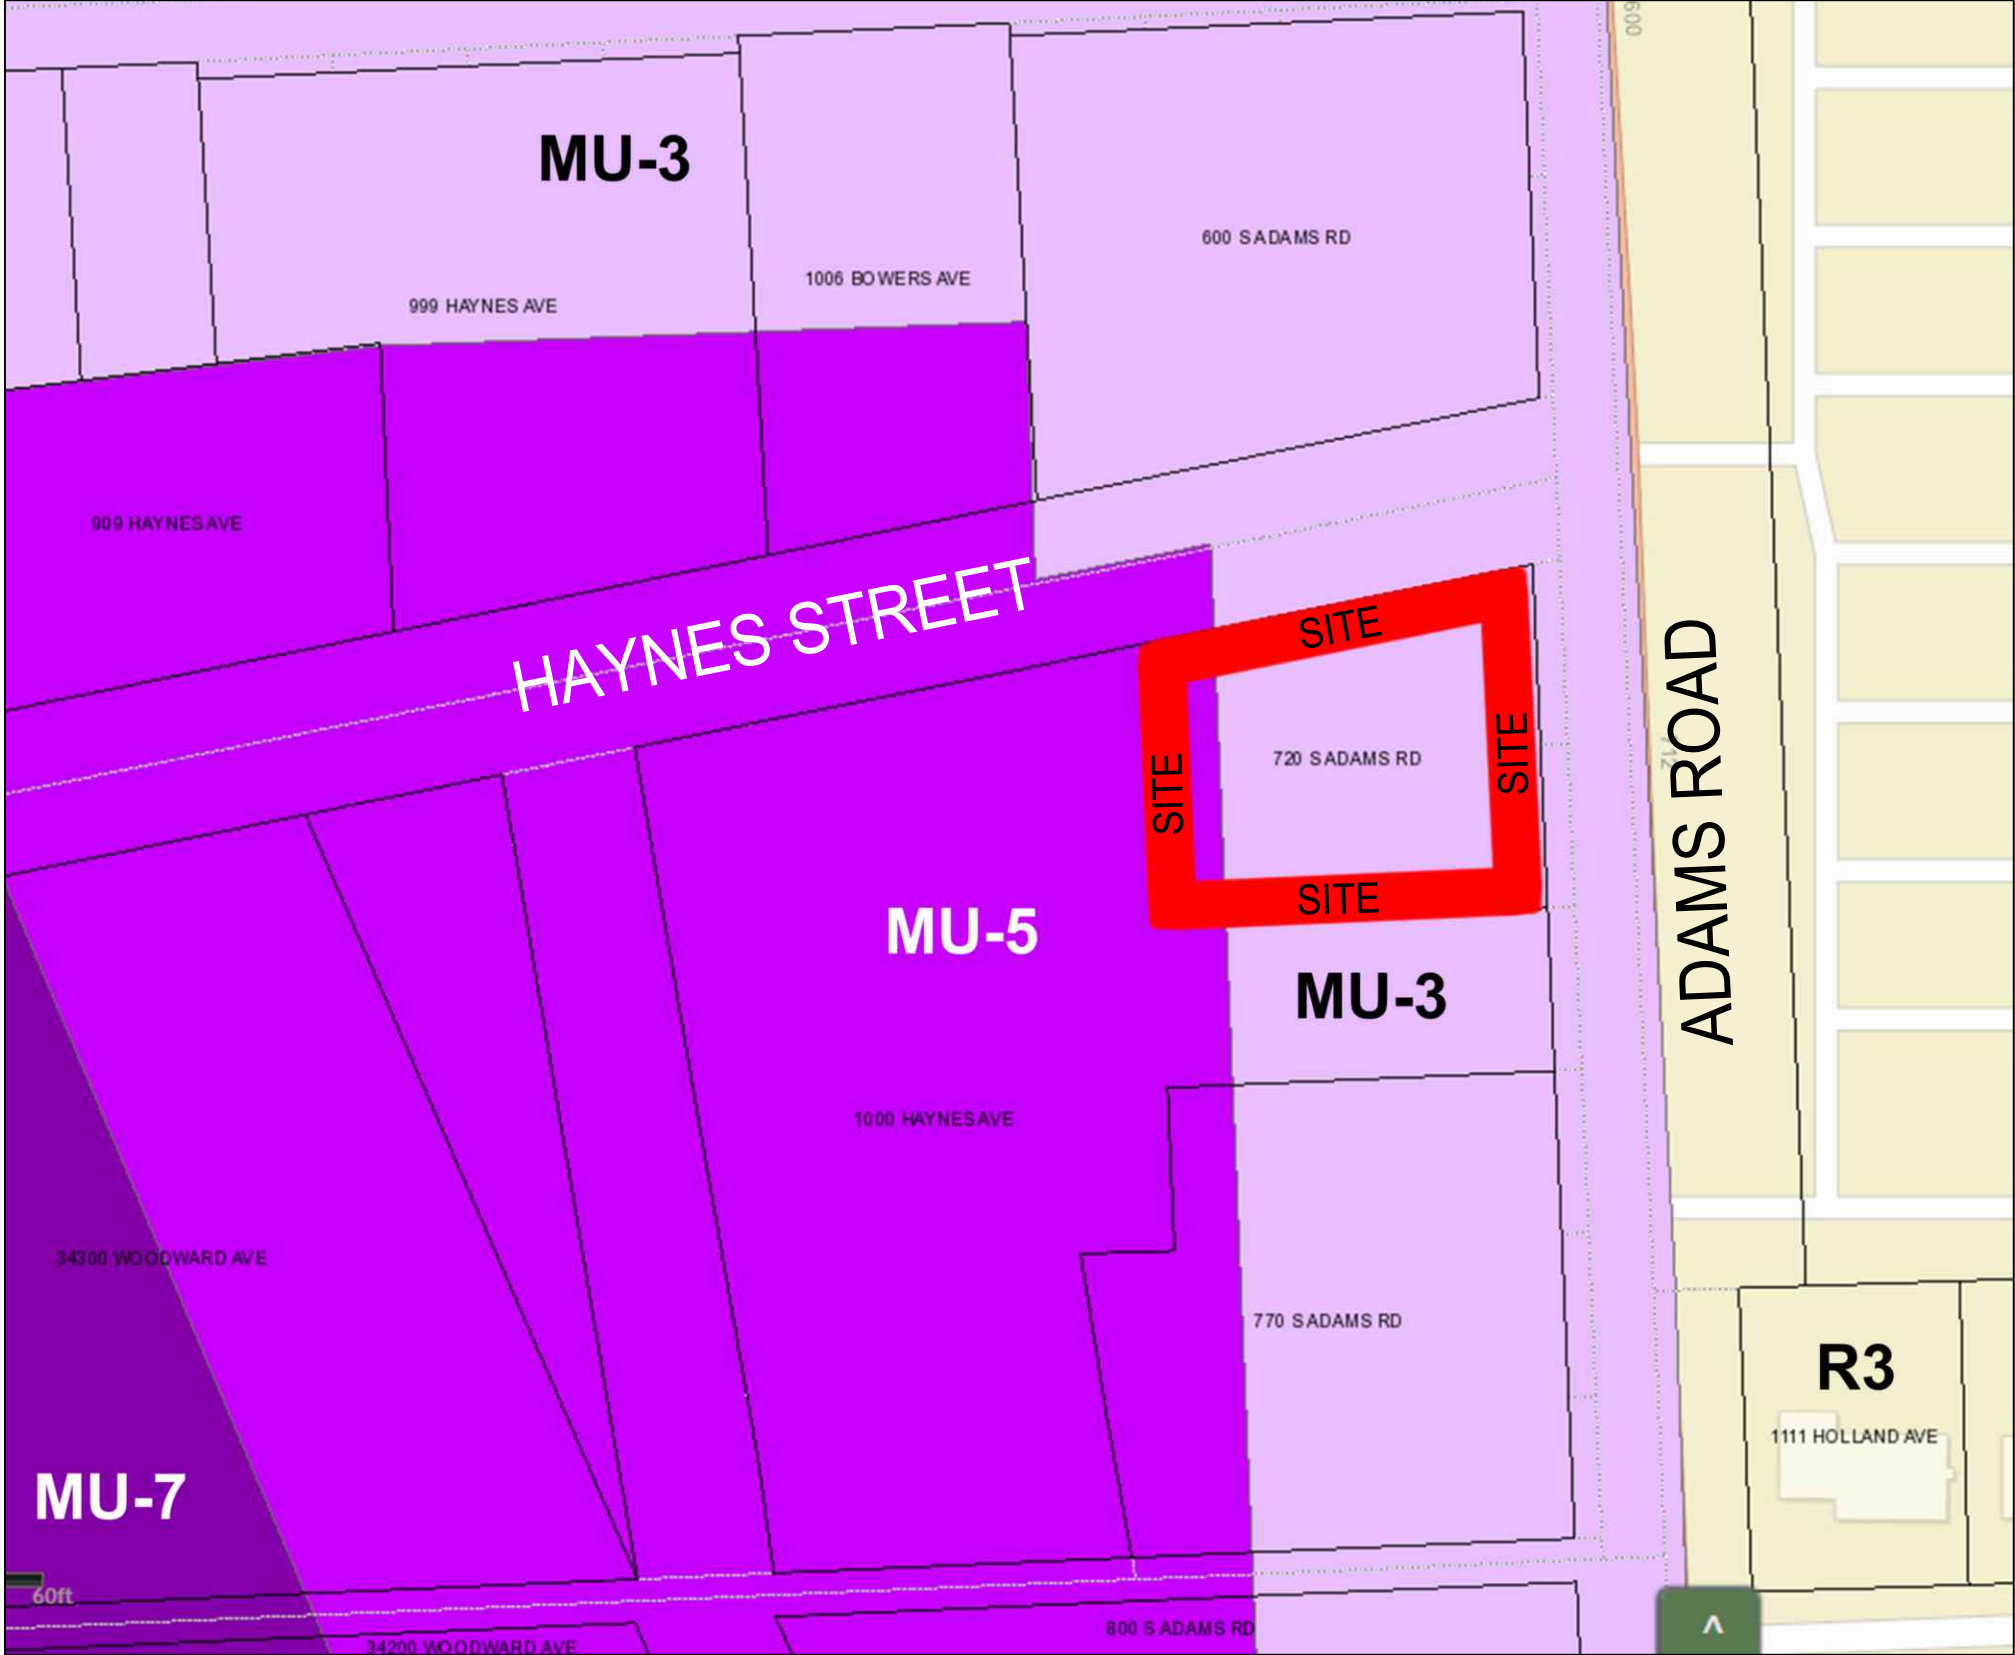 600
MU-3
600 S ADAMS RD
1006 BOWERS AVE
999 HAYNES AVE
909 HAYNES AVE
HAYNES STREET
SITE
SITE
SITE
SITE
720 S ADAMS RD
712
ADAMS ROAD
MU-5
MU-3
1000 HAYNES AVE
34300 WOODWARD AVE
770 S ADAMS RD
R3
1111 HOLLAND AVE
MU-7
60ft
800 S ADAMS RD
34200 WOODWARD AVE